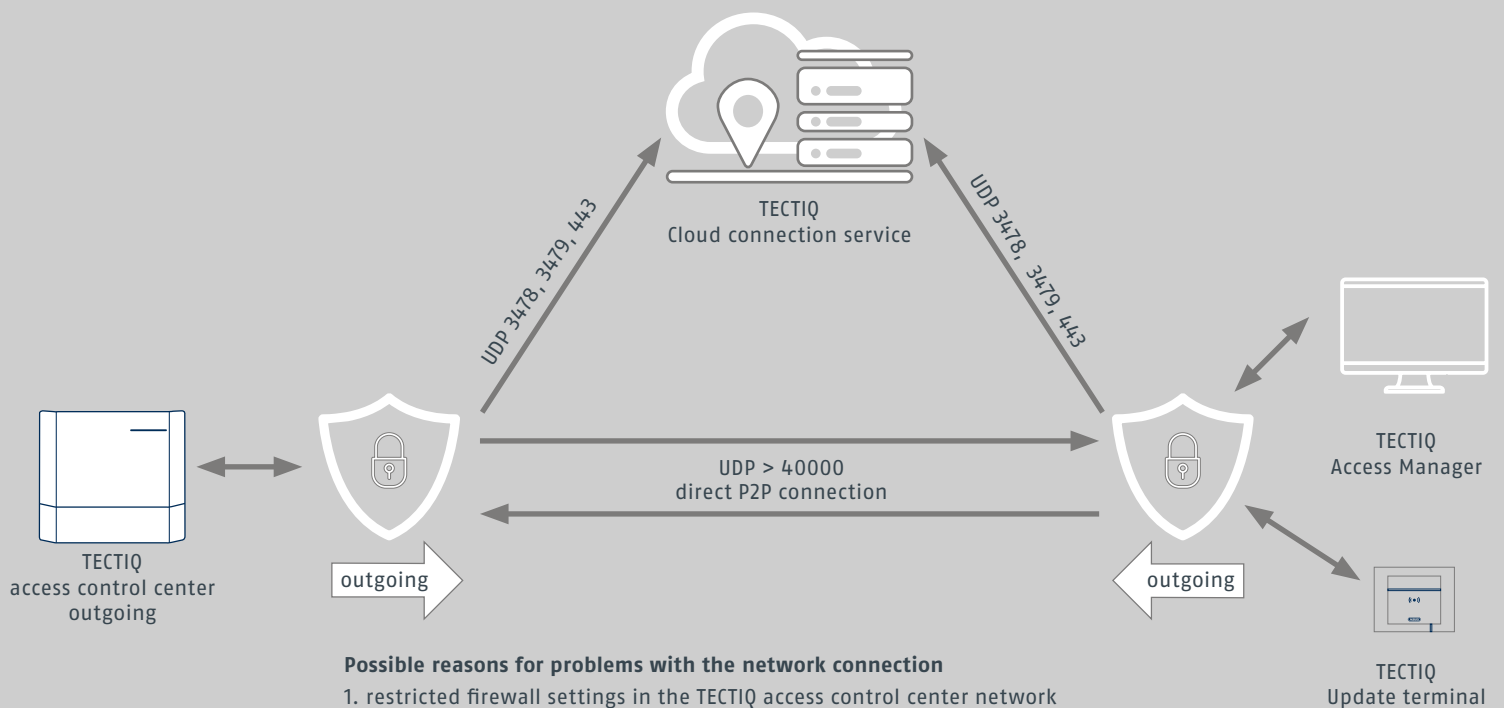 TECTIQ
Cloud connection service
UDP 3478, 3479, 443
UDP 3478, 3479, 443
UDP > 40000
direct P2P connection
TECTIQ
access control center
outgoing
outgoing
outgoing
TECTIQ
Access Manager
TECTIQ
Update terminal
Possible reasons for problems with the network connection
1. restricted firewall settings in the TECTIQ access control center network